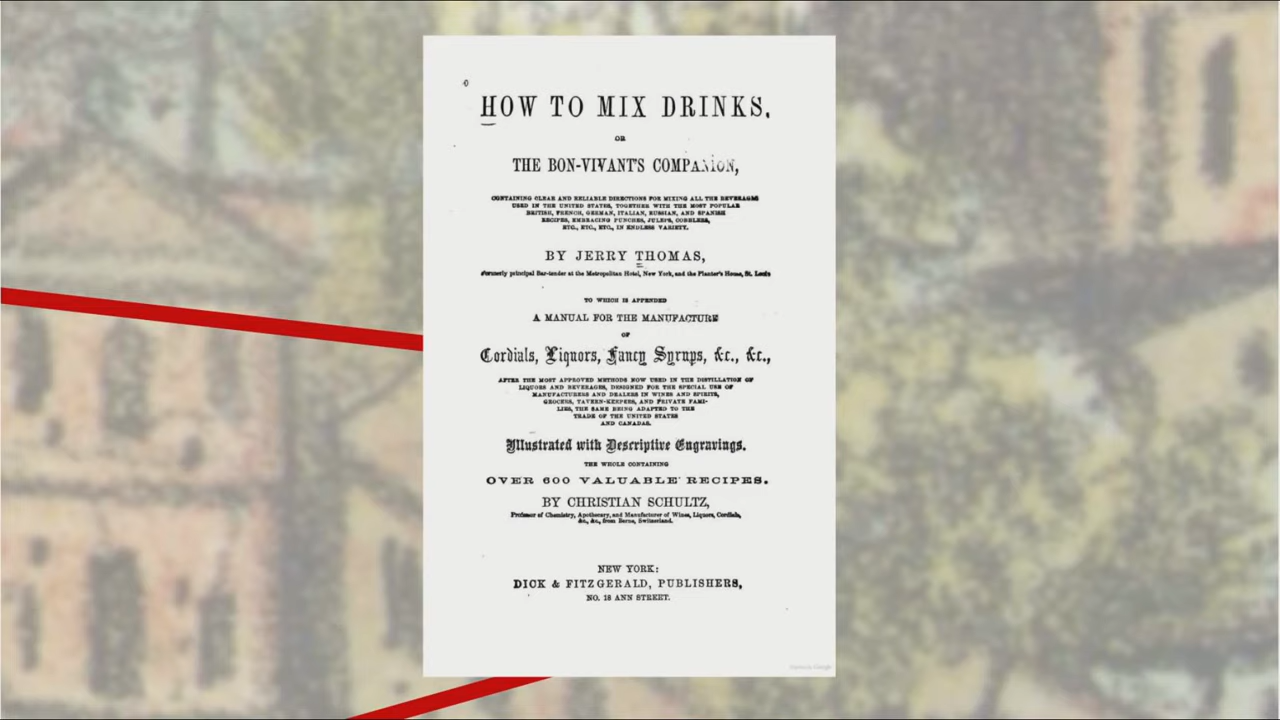 HOW TO MIX DRINKS,
OR
THE BON-VIVANT'S COMPANION,
CONTAINING CLEAR AND RELIABLE DIRECTIONS FOR MIXING ALL THE BEVERAGES
USED IN THE UNITED STATES, TOGETHER WITH THE MOST POPULAR
BRITISH, FRENCH, GERMAN, ITALIAN, RUSSIAN, AND SPANISH
RECIPES, EMBRACING PUNCHES, JULEPS, COBBLERS,
ETC., ETC., ETC., IN ENDLESS VARIETY.
BY JERRY THOMAS,
Formerly principal Bar-tender at the Metropolitan Hotel, New York, and the Planter's House, St. Louis
TO WHICH IS APPENDED
A MANUAL FOR THE MANUFACTURE
OF
Cordials, Liquors, Fancy Syrups, &c., &c.,
AFTER THE MOST APPROVED METHODS NOW USED IN THE DISTILLATION OF
LIQUORS AND BEVERAGES, DESIGNED FOR THE SPECIAL USE OF
MANUFACTURERS AND DEALERS IN WINES AND SPIRITS,
GROCERS, TAVERN-KEEPERS, AND PRIVATE FAMI-
LIES, THE SAME BEING ADAPTED TO THE
TRADE OF THE UNITED STATES
AND CANADAS.
Illustrated with Descriptive Engravings.
THE WHOLE CONTAINING
OVER 600 VALUABLE RECIPES.
BY CHRISTIAN SCHULTZ,
Professor of Chemistry, Apothecary, and Manufacturer of Wines, Liquors, Cordials,
&c., &c., from Berne, Switzerland.
NEW YORK:
DICK & FITZGERALD, PUBLISHERS,
NO. 18 ANN STREET.
Google